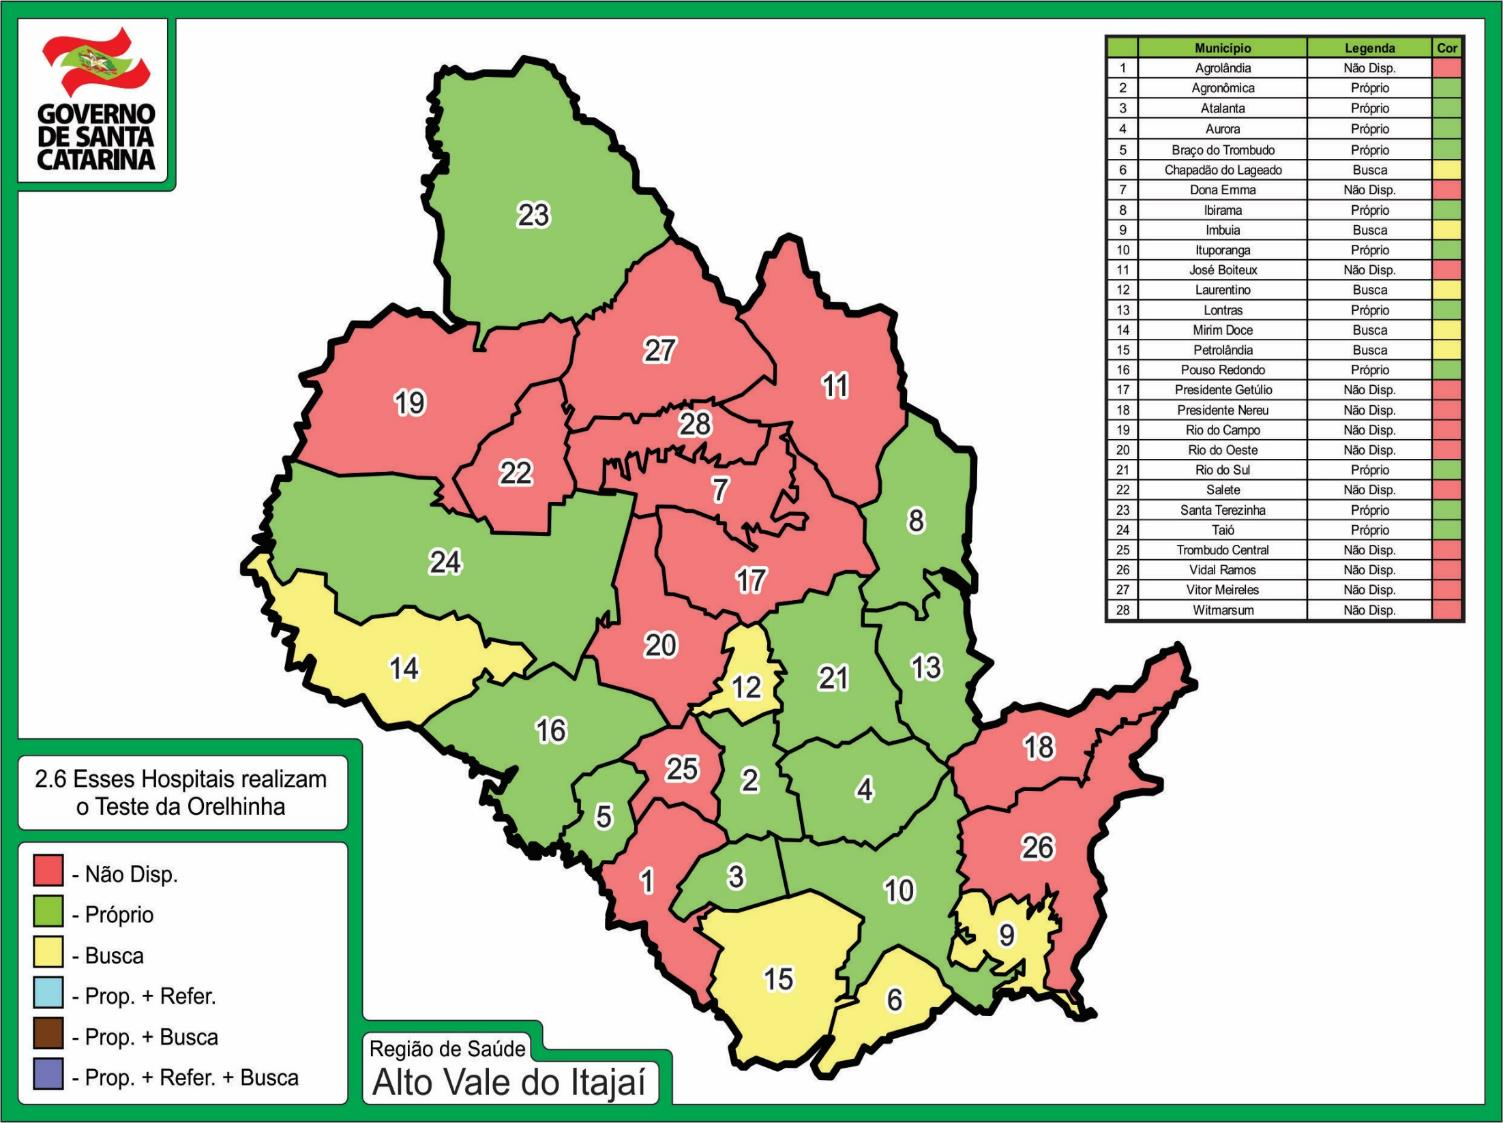 GOVERNO
DE SANTA
CATARINA
Município Legenda Cor
1 Agrolândia Não Disp.
2 Agronômica Próprio
3 Atalanta Próprio
4 Aurora Próprio
5 Braço do Trombudo Próprio
6 Chapadão do Lageado Busca
7 Dona Emma Não Disp.
8 Ibirama Próprio
9 Imbuia Busca
10 Ituporanga Próprio
11 José Boiteux Não Disp.
12 Laurentino Busca
13 Lontras Próprio
14 Mirim Doce Busca
15 Petrolândia Busca
16 Pouso Redondo Próprio
17 Presidente Getúlio Não Disp.
18 Presidente Nereu Não Disp.
19 Rio do Campo Não Disp.
20 Rio do Oeste Não Disp.
21 Rio do Sul Próprio
22 Salete Não Disp.
23 Santa Terezinha Próprio
24 Taió Próprio
25 Trombudo Central Não Disp.
26 Vidal Ramos Não Disp.
27 Vitor Meireles Não Disp.
28 Witmarsum Não Disp.
23
27
11
19
28
22
7
8
24
17
20
14
12
21
13
16
18
25
2
4
5
26
1
3
10
9
15
6
2.6 Esses Hospitais realizam
o Teste da Orelhinha
- Não Disp.
- Próprio
- Busca
- Prop. + Refer.
- Prop. + Busca
- Prop. + Refer. + Busca
Região de Saúde
Alto Vale do Itajaí